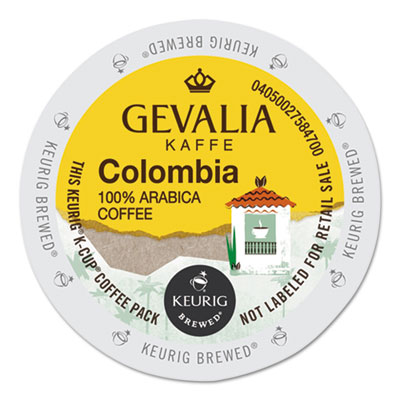 GEVALIA
KAFFE
Colombia
100% ARABICA
COFFEE
04050027584700
THIS KEURIG® K-CUP® COFFEE PACK
NOT LABELED FOR RETAIL SALE
KEURIG
BREWED®
KEURIG BREWED®
KEURIG BREWED®
KEURIG BREWED®
KEURIG BREWED®
KEURIG BREWED®